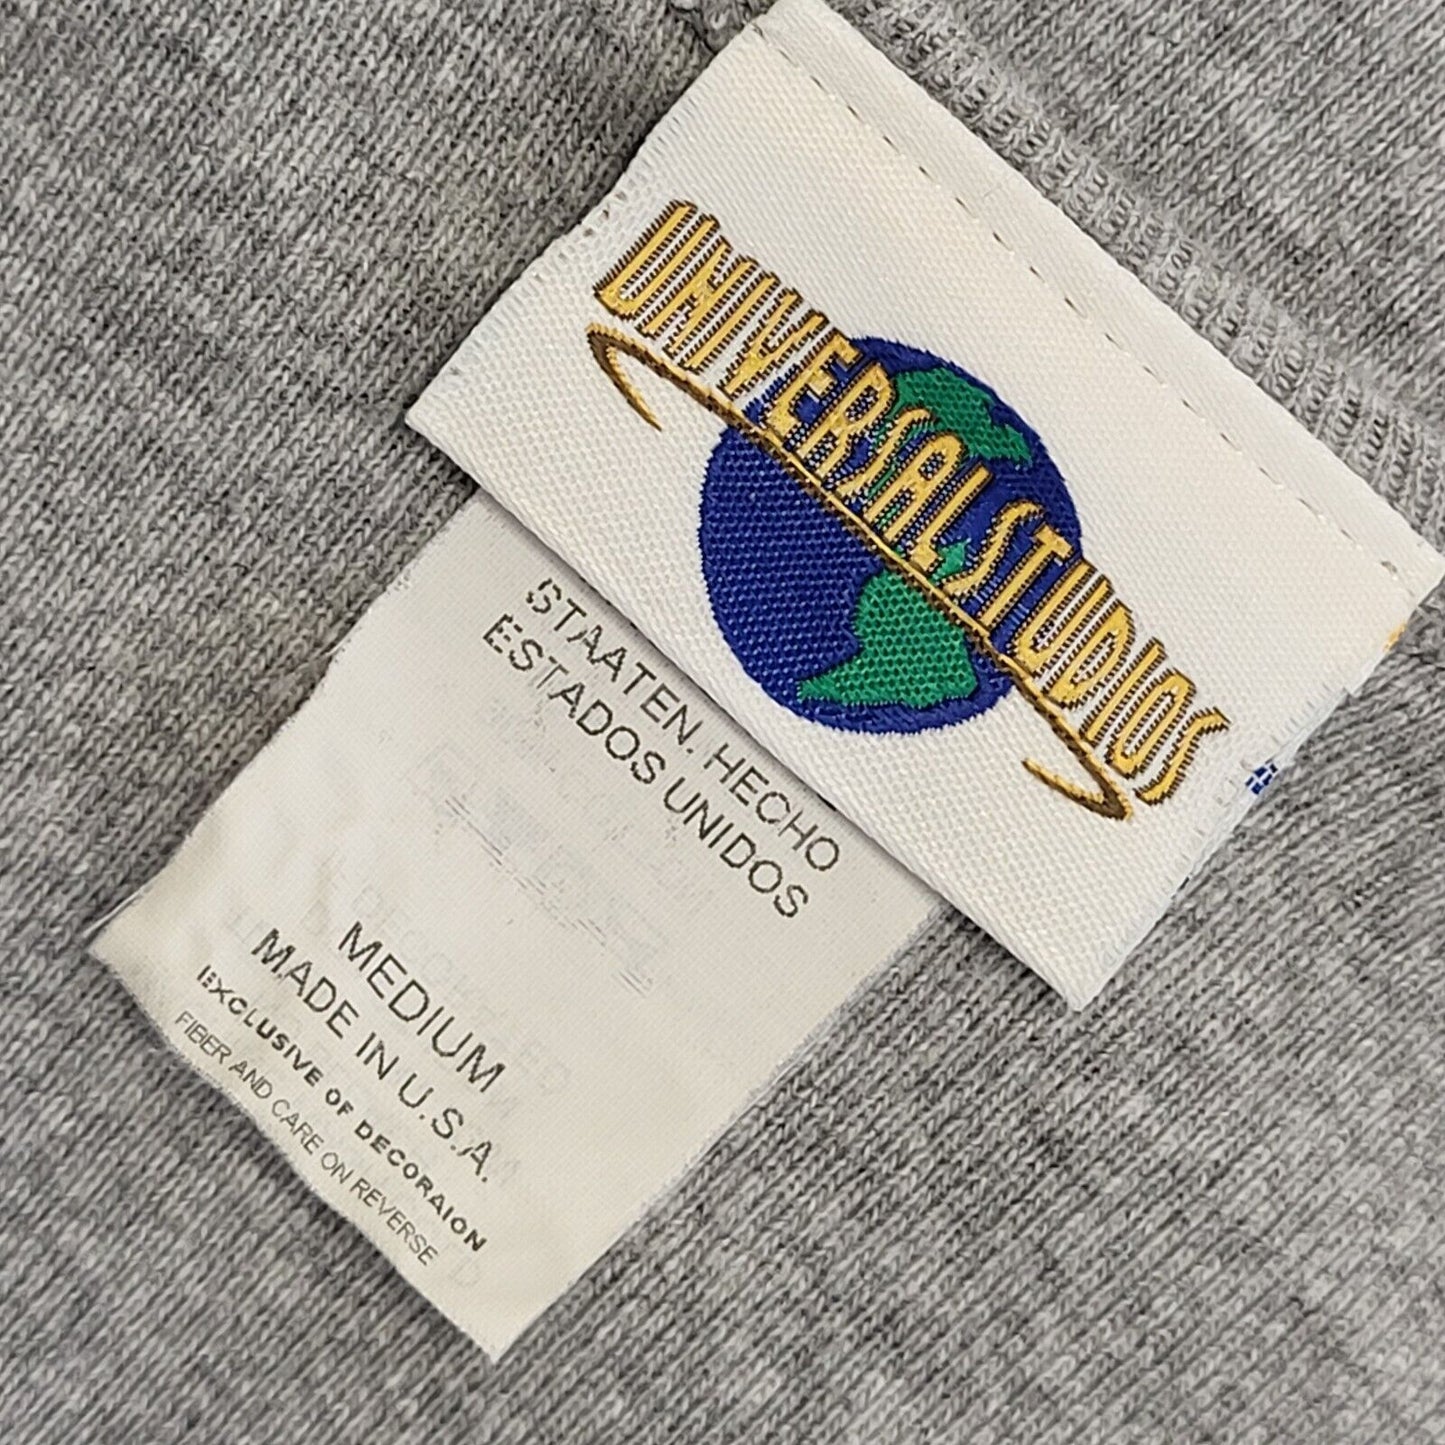 UNIVERSAL STUDIOS
STAATEN. HECHO
ESTADOS UNIDOS
MEDIUM
MADE IN U.S.A.
EXCLUSIVE OF DECORAION
FIBER AND CARE ON REVERSE